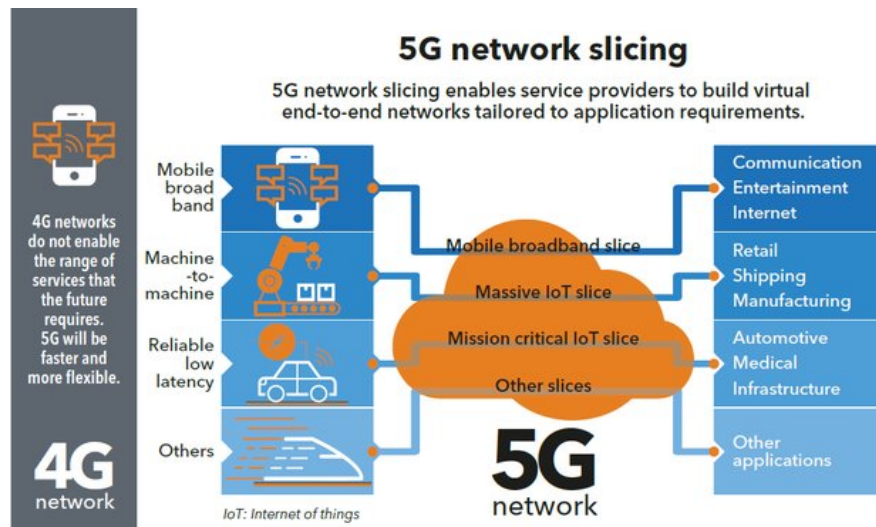 5G network slicing
5G network slicing enables service providers to build virtual
end-to-end networks tailored to application requirements.
4G networks
do not enable
the range of
services that
the future
requires.
5G will be
faster and
more flexible.
4G
network
Mobile
broad
band
Machine
-to-
machine
Reliable
low
latency
Others
Mobile broadband slice
Massive IoT slice
Mission critical IoT slice
Other slices
5G
network
Communication
Entertainment
Internet
Retail
Shipping
Manufacturing
Automotive
Medical
Infrastructure
Other
applications
IoT: Internet of things